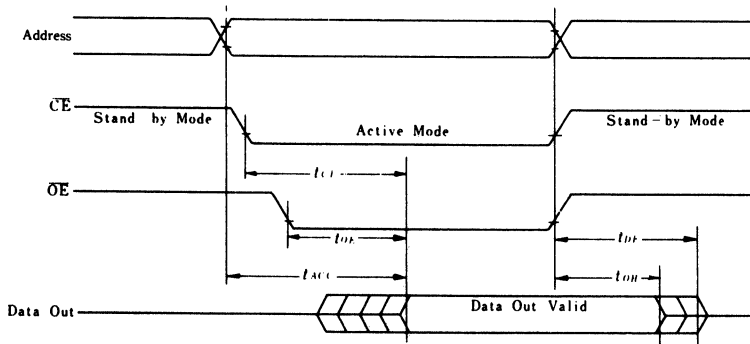 Address
CE
Stand by Mode
Active Mode
Stand-by Mode
tCE
OE
tOE
tDF
tACC
tOH
Data Out
Data Out Valid